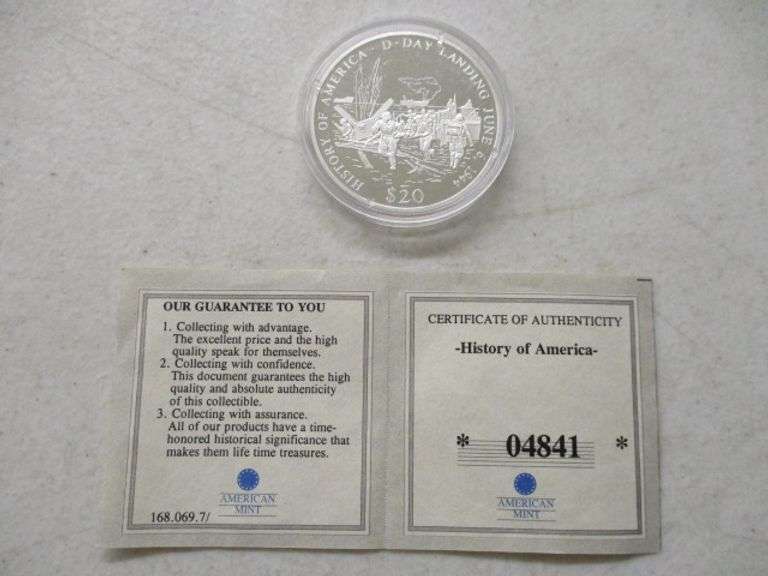 HISTORY OF AMERICA - D-DAY LANDING JUNE 6, 1944
$20
OUR GUARANTEE TO YOU
1. Collecting with advantage.
The excellent price and the high
quality speak for themselves.
2. Collecting with confidence.
This document guarantees the high
quality and absolute authenticity
of this collectible.
3. Collecting with assurance.
All of our products have a time-
honored historical significance that
makes them life time treasures.
AMERICAN
MINT
168.069.7/
CERTIFICATE OF AUTHENTICITY
-History of America-
* 04841 *
AMERICAN
MINT